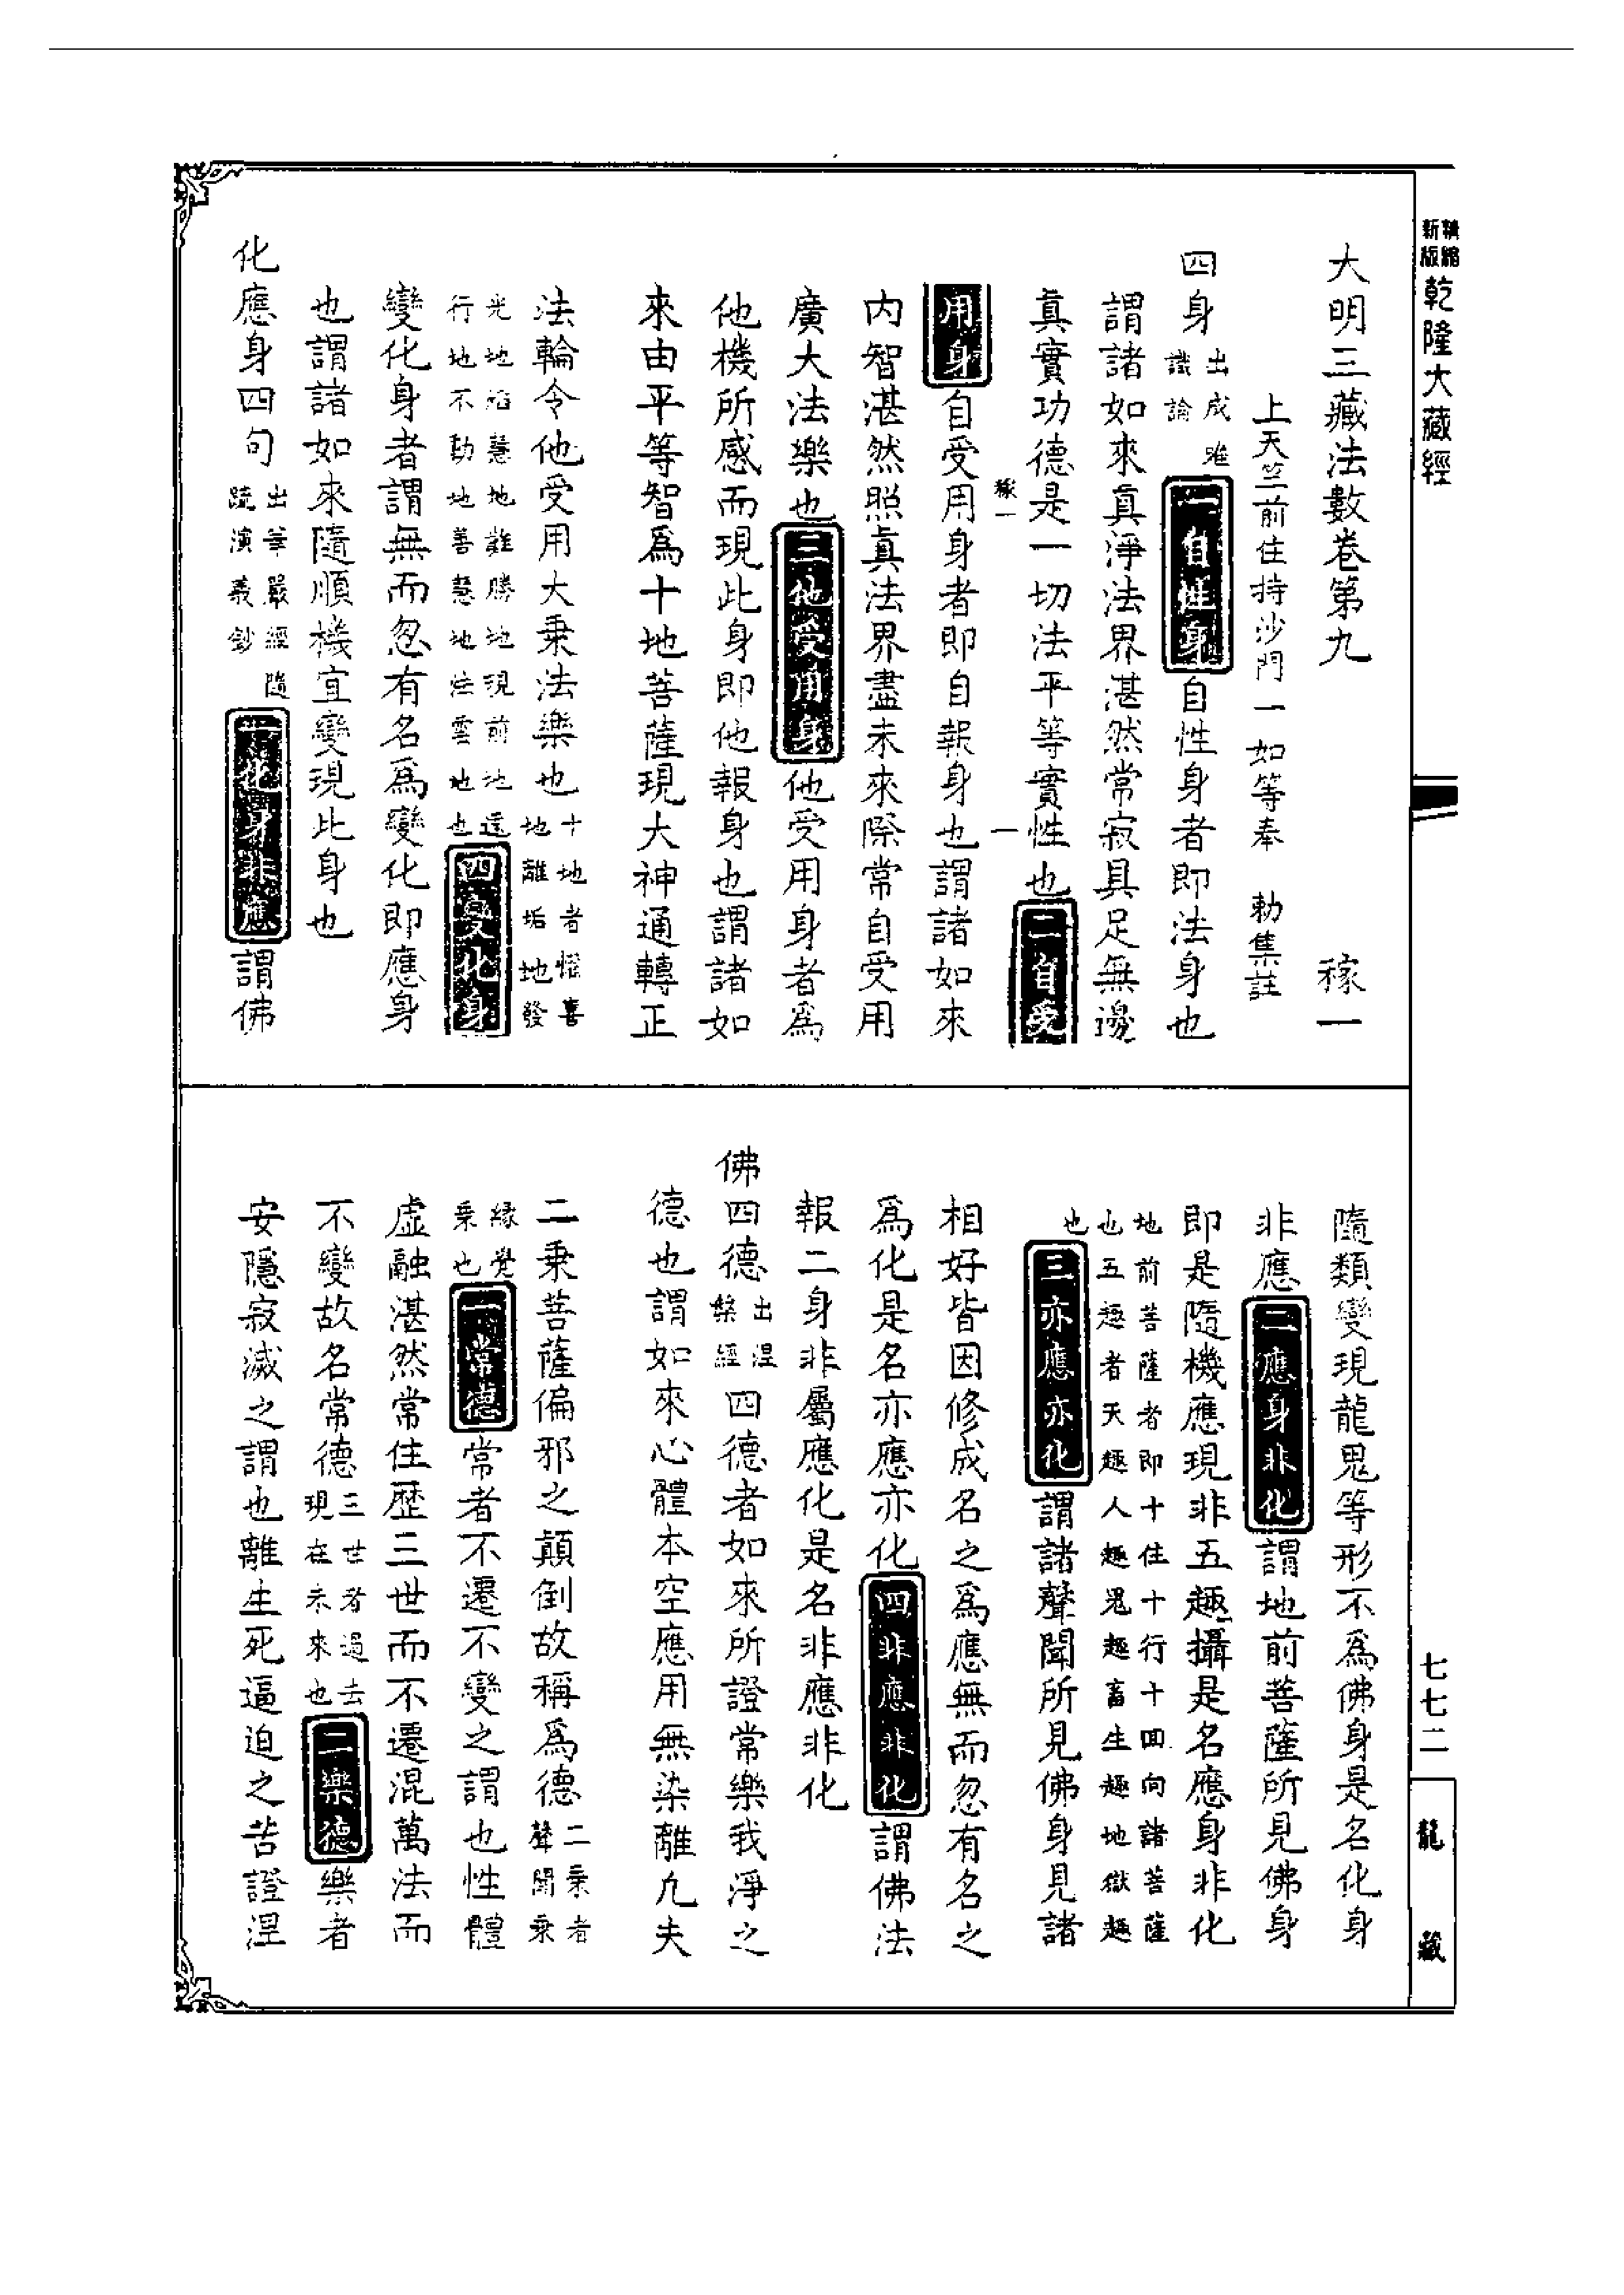 精縮
新版
乾隆大藏經
大明三藏法數卷第九　稼一
上天竺前住持沙門一如等奉　勅集註
四身出成唯識論一自性身自性身者即法身也
謂諸如來真淨法界湛然常寂具足無邊
真實功德是一切法平等實性也二自受
稼一　一
用身自受用身者即自報身也謂諸如來
內智湛然照真法界盡未來際常自受用
廣大法樂也三他受用身他受用身者為
他機所感而現此身即他報身也謂諸如
來由平等智為十地菩薩現大神通轉正
法輪令他受用大乘法樂也十地者懽喜地離垢地發
光地焰慧地難勝地現前地遠行地不動地善慧地法雲地也四變化身
變化身者謂無而忽有名為變化即應身
也謂諸如來隨順機宜變現此身也
化應身四句出華嚴經隨疏演義鈔一化身非應謂佛
隨類變現龍鬼等形不為佛身是名化身
非應二應身非化謂地前菩薩所見佛身
即是隨機應現非五趣攝是名應身非化
地前菩薩者即十住十行十回向諸菩薩
也五趣者天趣人趣鬼趣畜生趣地獄趣
也三亦應亦化謂諸聲聞所見佛身見諸
相好皆因修成名之為應無而忽有名之
為化是名亦應亦化四非應非化謂佛法
報二身非屬應化是名非應非化
佛四德出涅槃經四德者如來所證常樂我淨之
德也謂如來心體本空應用無染離凡夫
二乘菩薩偏邪之顛倒故稱為德二乘者聲聞乘
緣覺乘也一常德常者不遷不變之謂也性體
虛融湛然常住歷三世而不遷混萬法而
不變故名常德三世者過去現在未來也二樂德樂者
安隱寂滅之謂也離生死逼迫之苦證涅
七七二
龍藏